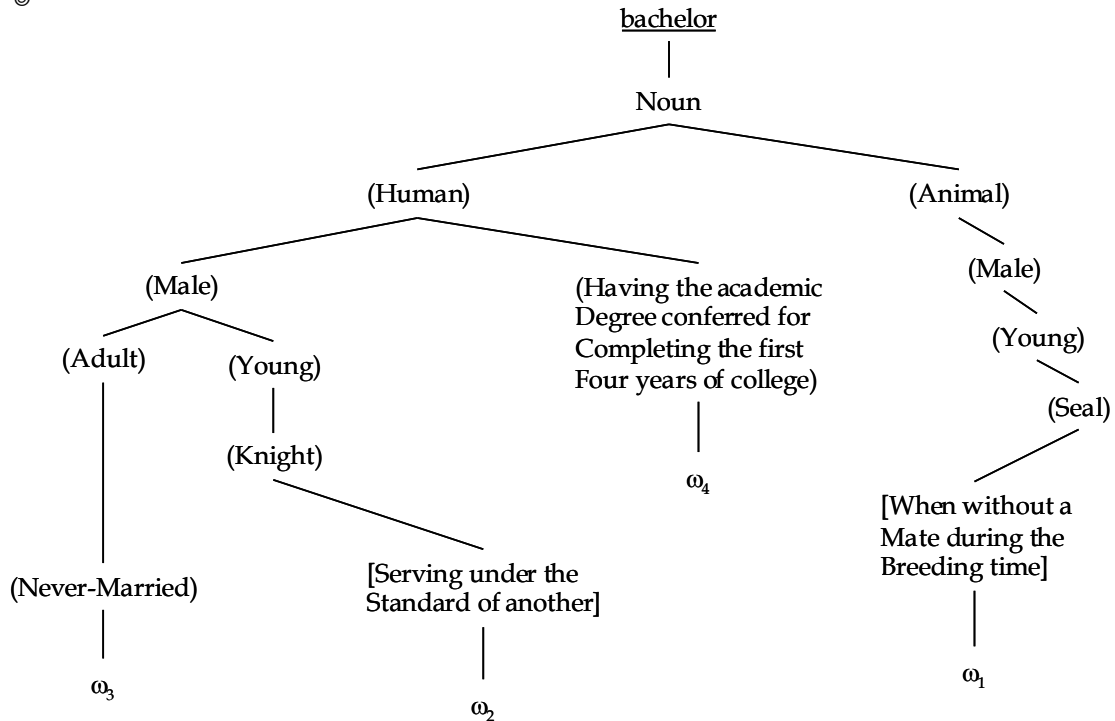 ©
bachelor
Noun
(Human)
(Animal)
(Male)
(Having the academic
Degree conferred for
Completing the first
Four years of college)
(Male)
(Adult)
(Young)
(Young)
(Knight)
(Seal)
ω4
[When without a
Mate during the
Breeding time]
(Never-Married)
[Serving under the
Standard of another]
ω3
ω2
ω1